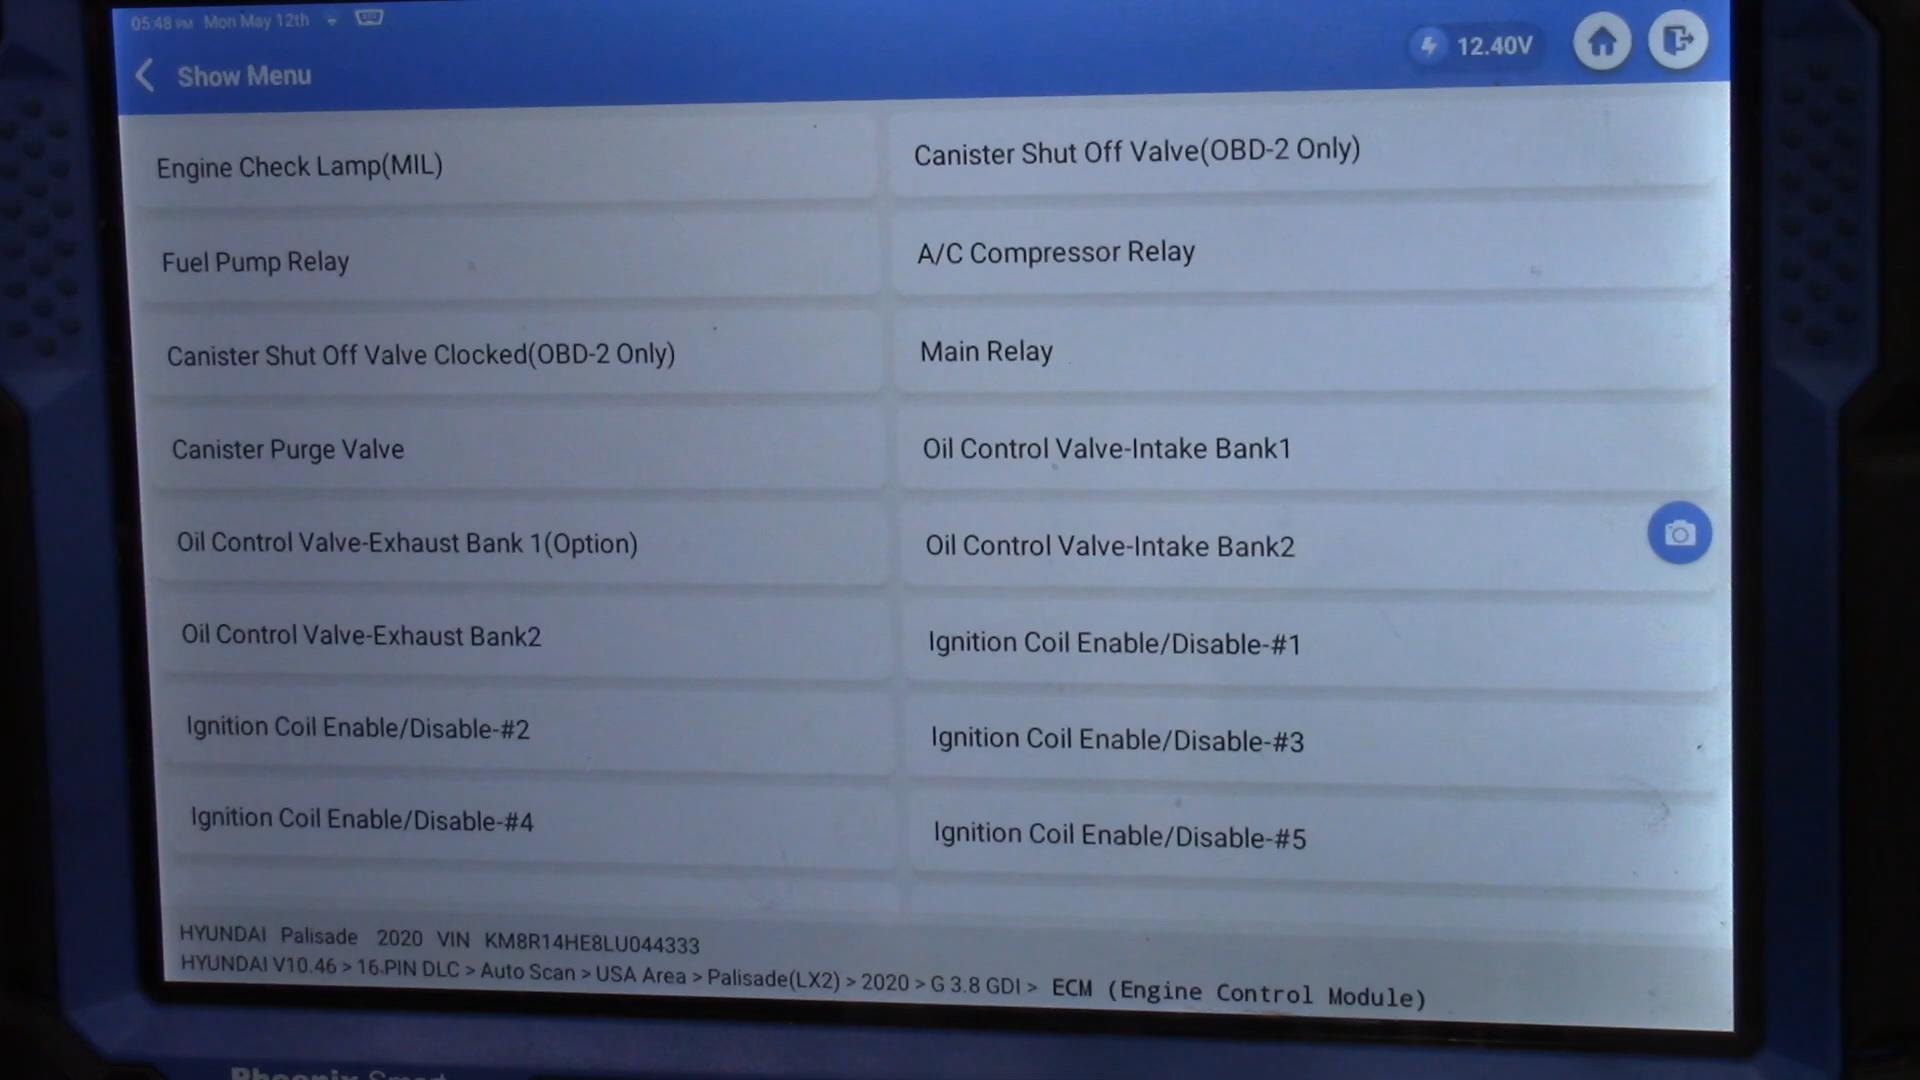 05:48 PM Mon May 12th
12.40V
Show Menu
Engine Check Lamp(MIL)
Canister Shut Off Valve(OBD-2 Only)
Fuel Pump Relay
A/C Compressor Relay
Canister Shut Off Valve Clocked(OBD-2 Only)
Main Relay
Canister Purge Valve
Oil Control Valve-Intake Bank1
Oil Control Valve-Exhaust Bank 1(Option)
Oil Control Valve-Intake Bank2
Oil Control Valve-Exhaust Bank2
Ignition Coil Enable/Disable-#1
Ignition Coil Enable/Disable-#2
Ignition Coil Enable/Disable-#3
Ignition Coil Enable/Disable-#4
Ignition Coil Enable/Disable-#5
HYUNDAI Palisade 2020 VIN KM8R14HE8LU044333
HYUNDAI V10.46 > 16-PIN DLC > Auto Scan > USA Area > Palisade(LX2) > 2020 > G 3.8 GDI > ECM (Engine Control Module)
Phoenix Smart